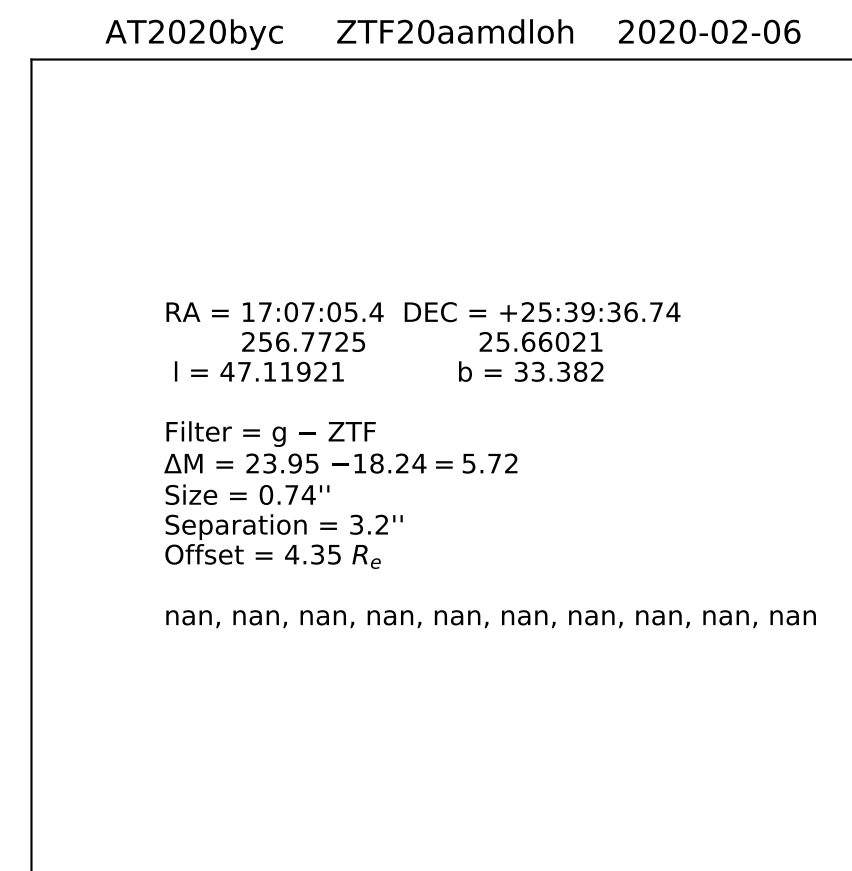 AT2020byc ZTF20aamdloh 2020-02-06
RA = 17:07:05.4 DEC = +25:39:36.74
256.7725 25.66021
l = 47.11921 b = 33.382
Filter = g − ZTF
ΔM = 23.95 −18.24 = 5.72
Size = 0.74''
Separation = 3.2''
Offset = 4.35 Rₑ
nan, nan, nan, nan, nan, nan, nan, nan, nan, nan